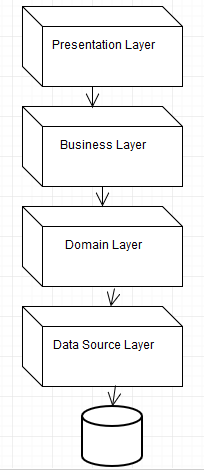 Presentation Layer
Business Layer
Domain Layer
Data Source Layer